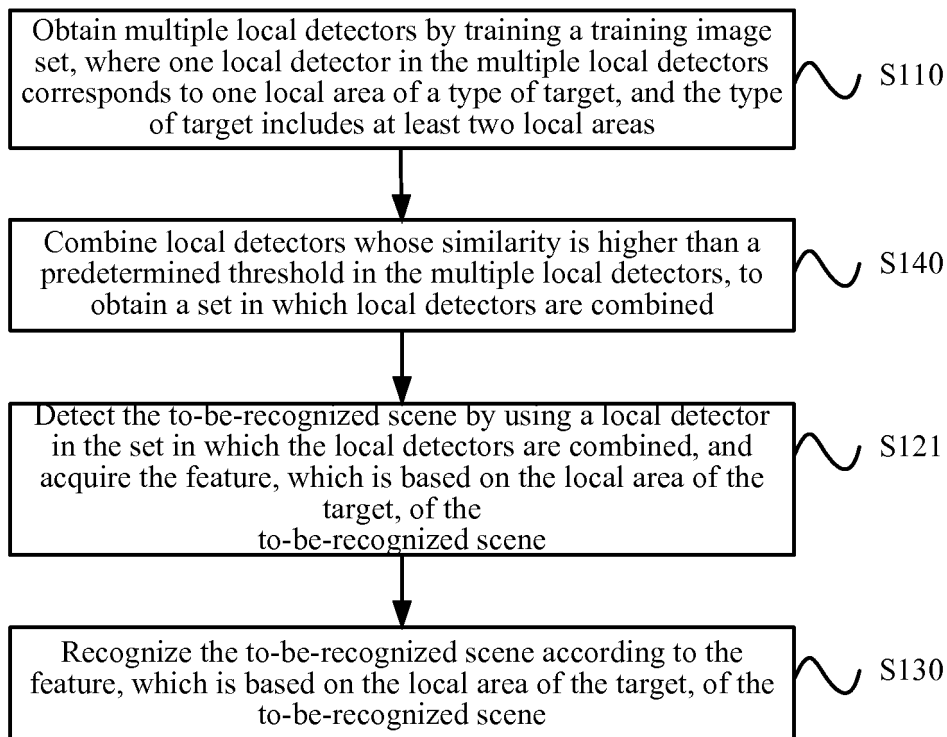 Obtain multiple local detectors by training a training image
set, where one local detector in the multiple local detectors
corresponds to one local area of a type of target, and the type
of target includes at least two local areas
S110
Combine local detectors whose similarity is higher than a
predetermined threshold in the multiple local detectors, to
obtain a set in which local detectors are combined
S140
Detect the to-be-recognized scene by using a local detector
in the set in which the local detectors are combined, and
acquire the feature, which is based on the local area of the
target, of the
to-be-recognized scene
S121
Recognize the to-be-recognized scene according to the
feature, which is based on the local area of the target, of the
to-be-recognized scene
S130